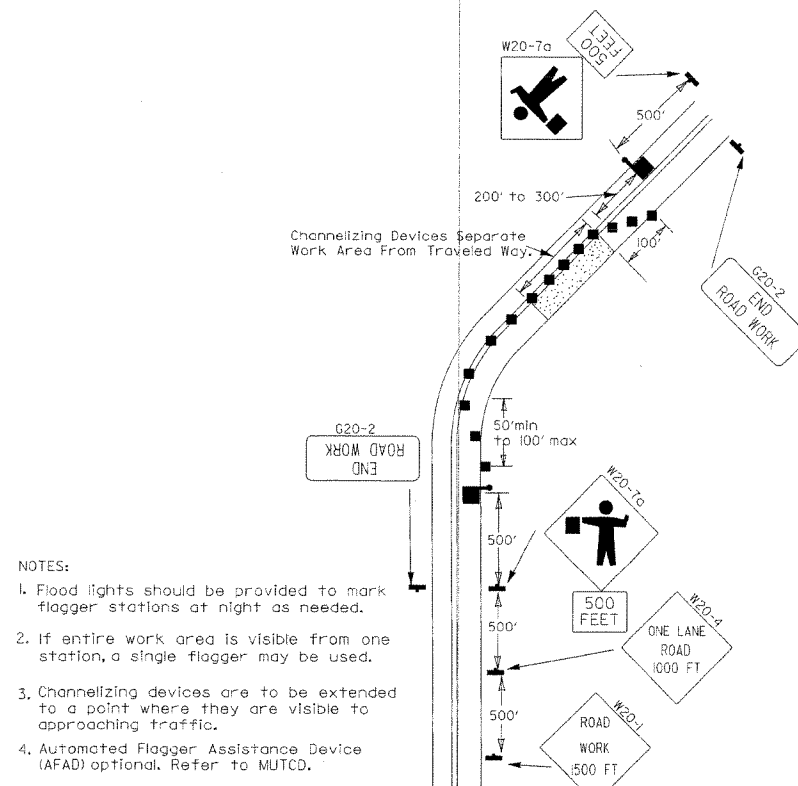 W20-7a
500
FEET
500'
200' to 300'
Channelizing Devices Separate
Work Area From Traveled Way.
100'
G20-2
END
ROAD WORK
G20-2
END
ROAD WORK
50'min
to 100' max
W20-7a
500'
500
FEET
500'
W20-4
ONE LANE
ROAD
1000 FT
500'
W20-1
ROAD
WORK
1500 FT
NOTES:
1. Flood lights should be provided to mark
flagger stations at night as needed.
2. If entire work area is visible from one
station, a single flagger may be used.
3. Channelizing devices are to be extended
to a point where they are visible to
approaching traffic.
4. Automated Flagger Assistance Device
(AFAD) optional. Refer to MUTCD.